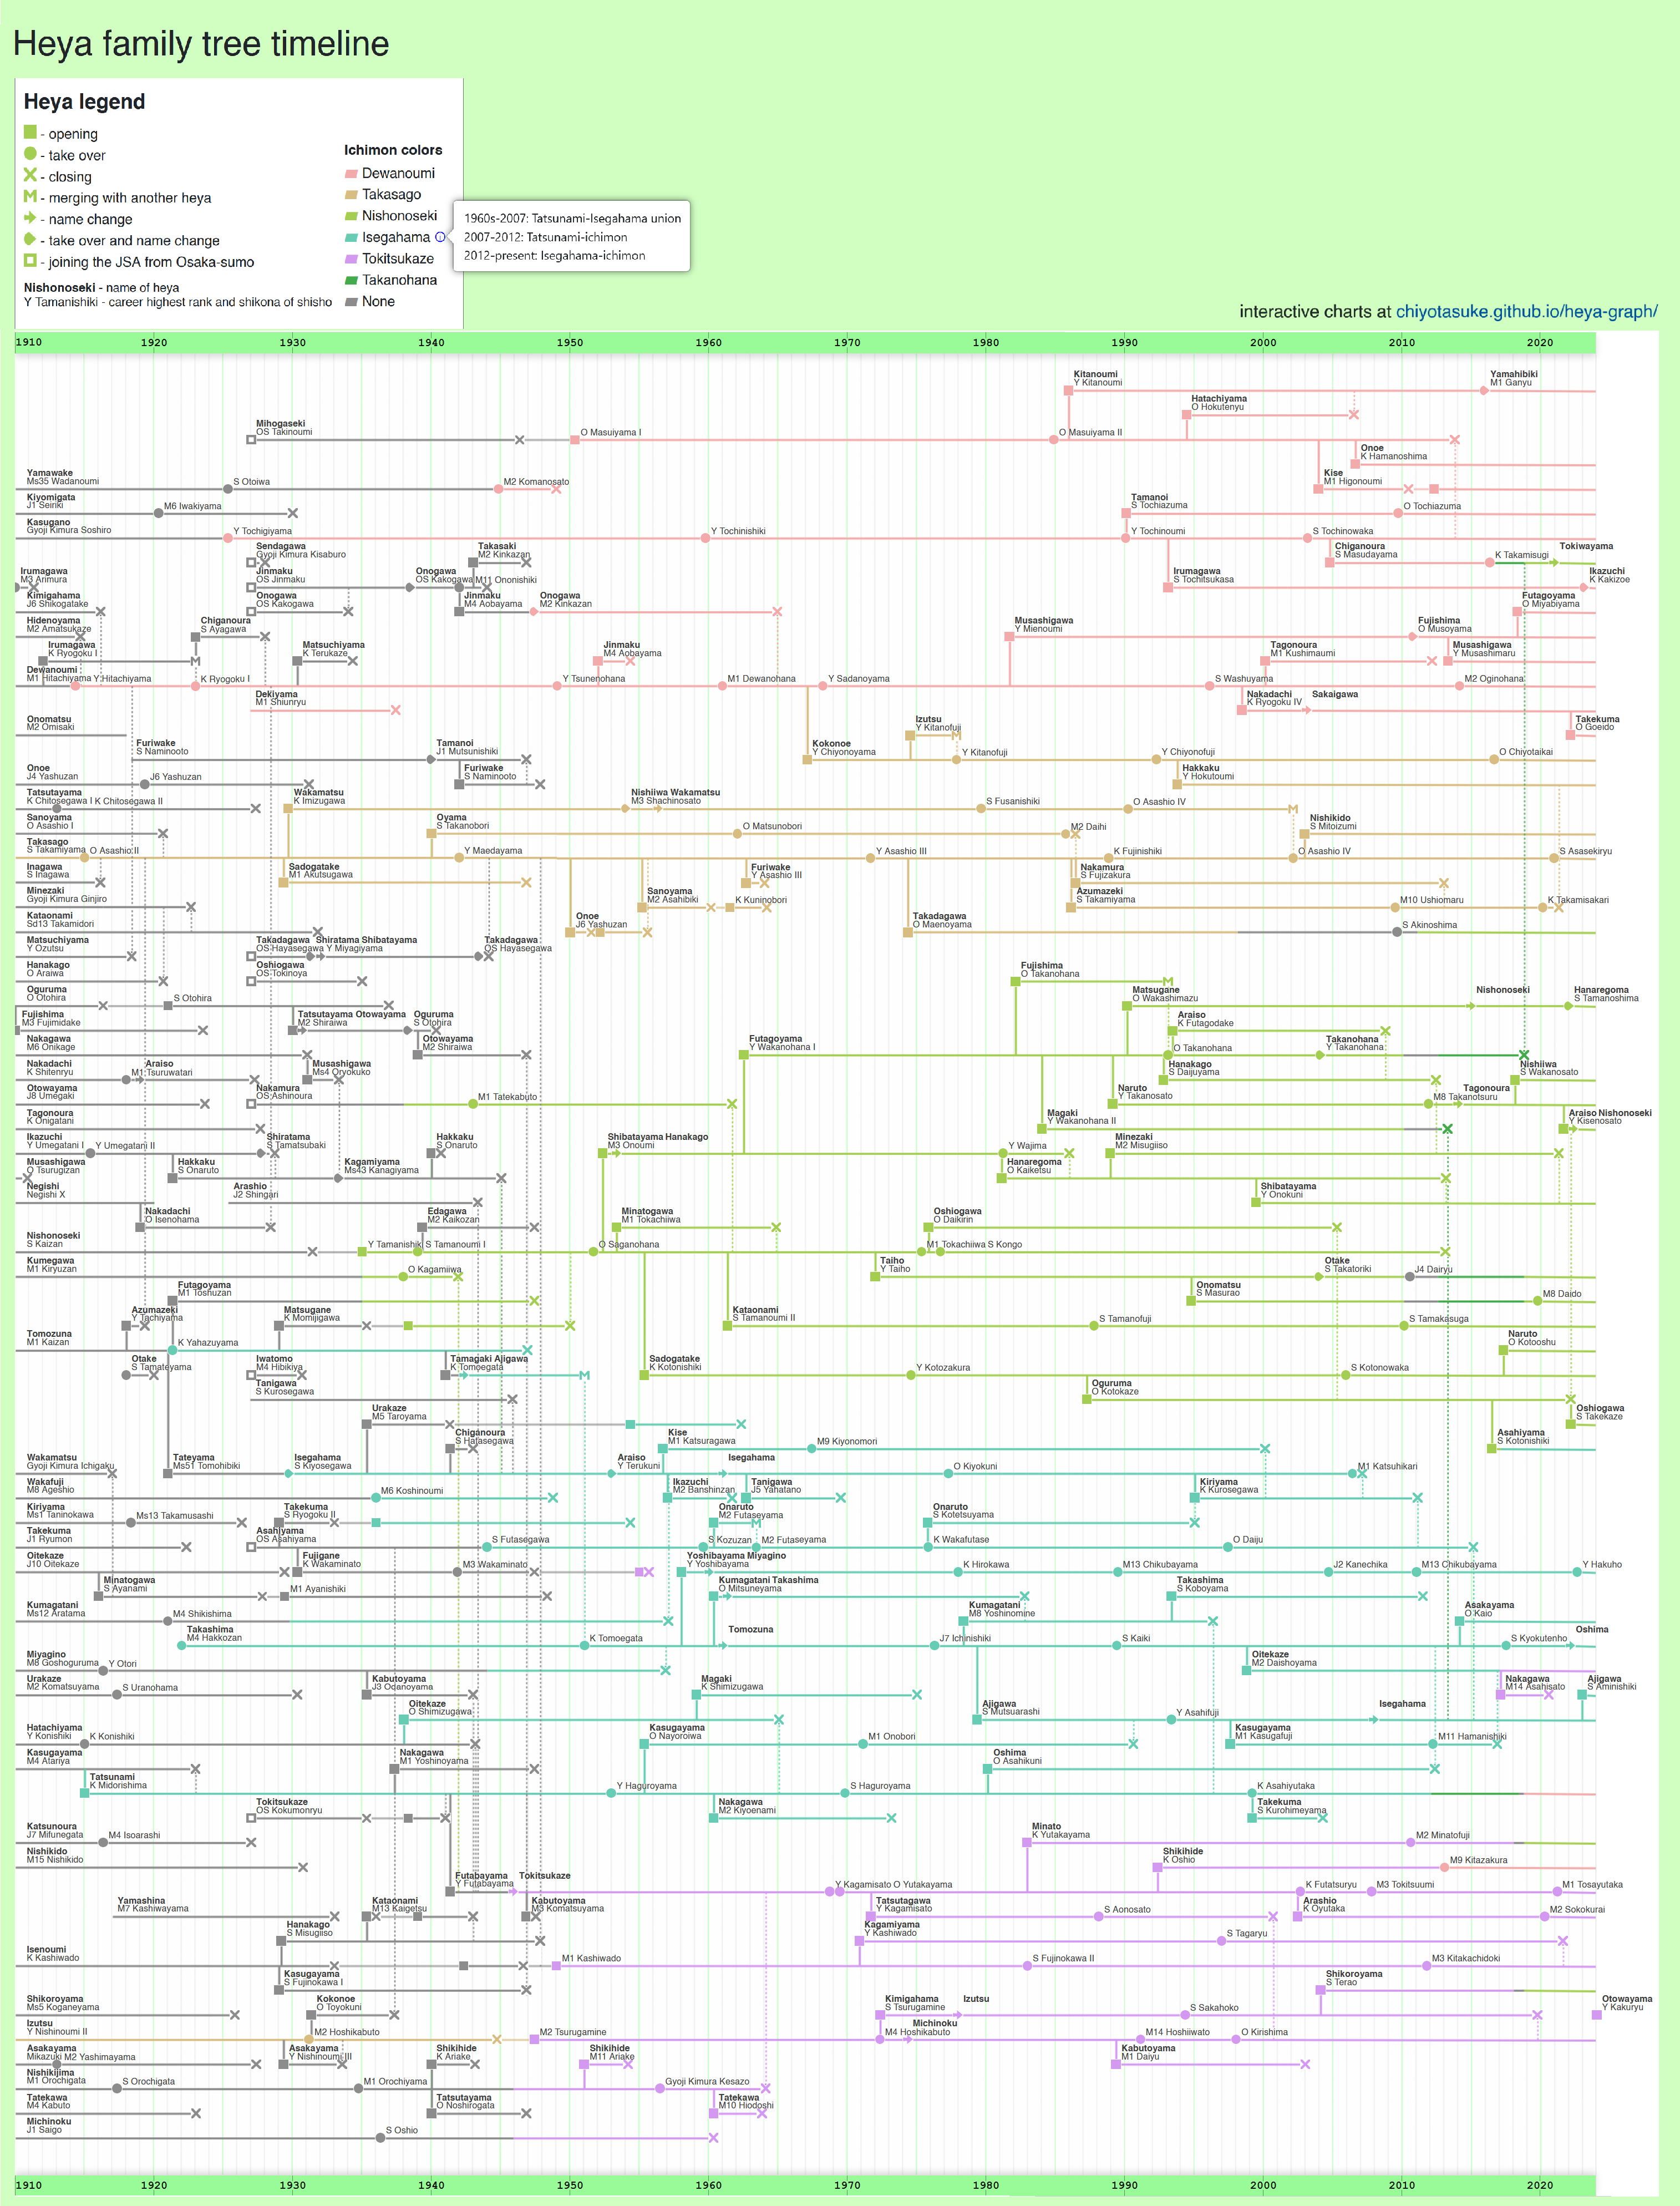 Heya family tree timeline
Heya legend
- opening
- take over
- closing
- merging with another heya
- name change
- take over and name change
- joining the JSA from Osaka-sumo
Nishonoseki - name of heya
Y Tamanishiki - career highest rank and shikona of shisho
Ichimon colors
Dewanoumi
Takasago
Nishonoseki
Isegahama
Tokitsukaze
Takanohana
None
1960s-2007: Tatsunami-Isegahama union
2007-2012: Tatsunami-ichimon
2012-present: Isegahama-ichimon
interactive charts at chiyotasuke.github.io/heya-graph/
1910 1920 1930 1940 1950 1960 1970 1980 1990 2000 2010 2020
Kitanoumi
Y Kitanoumi
Yamahibiki
M1 Ganyu
Hatachiyama
O Hokutenyu
Mihogaseki
OS Takinoumi
O Masuiyama I
O Masuiyama II
Onoe
K Hamanoshima
Yamawake
Ms35 Wadanoumi
S Otoiwa
M2 Komanosato
Kise
M1 Higonoumi
Kiyomigata
J1 Seiriki
M6 Iwakiyama
Tamanoi
S Tochiazuma
O Tochiazuma
Kasugano
Gyoji Kimura Soshiro
Y Tochigiyama
Y Tochinishiki
Y Tochinoumi
S Tochinowaka
Sendagawa
Gyoji Kimura Kisaburo
Takasaki
M2 Kinkazan
Chiganoura
S Masudayama
K Takamisugi
Tokiwayama
Irumagawa
M3 Arimura
Jinmaku
OS Jinmaku
Onogawa
OS Kakogawa
M11 Ononishiki
Irumagawa
S Tochitsukasa
Ikazuchi
K Kakizoe
Kimigahama
J6 Shikogatake
Onogawa
OS Kakogawa
Jinmaku
M4 Aobayama
Onogawa
M2 Kinkazan
Futagoyama
O Miyabiyama
Hidenoyama
M2 Amatsukaze
Chiganoura
S Ayagawa
Musashigawa
Y Mienoumi
Fujishima
O Musoyama
Irumagawa
K Ryogoku I
Matsuchiyama
K Terukaze
Jinmaku
M4 Aobayama
Tagonoura
M1 Kushimaumi
Musashigawa
Y Musashimaru
Dewanoumi
M1 Hitachiyama Y Hitachiyama
K Ryogoku I
Y Tsunenohana
M1 Dewanohana
Y Sadanoyama
S Washuyama
M2 Oginohana
Dekiyama
M1 Shiunryu
Nakadachi
K Ryogoku IV
Sakaigawa
Onomatsu
M2 Omisaki
Izutsu
Y Kitanofuji
Takekuma
O Goeido
Furiwake
S Naminooto
Tamanoi
J1 Mutsunishiki
Kokonoe
Y Chiyonoyama
Y Kitanofuji
Y Chiyonofuji
O Chiyotaikai
Onoe
J4 Yashuzan
J6 Yashuzan
Furiwake
S Naminooto
Hakkaku
Y Hokutoumi
Tatsutayama
K Chitosegawa I K Chitosegawa II
Wakamatsu
K Imizugawa
Nishiiwa Wakamatsu
M3 Shachinosato
S Fusanishiki
O Asashio IV
Sanoyama
O Asashio I
Oyama
S Takanobori
O Matsunobori
M2 Daihi
Nishikido
S Mitoizumi
Takasago
S Takamiyama O Asashio II
Y Maedayama
Y Asashio III
K Fujinishiki
O Asashio IV
S Asasekiryu
Inagawa
S Inagawa
Sadogatake
M1 Akutsugawa
Furiwake
Y Asashio III
Nakamura
S Fujizakura
Minezaki
Gyoji Kimura Ginjiro
Sanoyama
M2 Asahibiki
K Kuninobori
Azumazeki
S Takamiyama
M10 Ushiomaru
K Takamisakari
Kataonami
Sd13 Takamidori
Onoe
J6 Yashuzan
Takadagawa
O Maenoyama
S Akinoshima
Matsuchiyama
Y Ozutsu
Takadagawa
OS Hayasegawa
Shiratama Shibatayama
Y Miyagiyama
Takadagawa
OS Hayasegawa
Hanakago
O Araiwa
Oshiogawa
OS Tokinoya
Fujishima
O Takanohana
Oguruma
O Otohira
S Otohira
Matsugane
O Wakashimazu
Nishonoseki
Hanaregoma
S Tamanoshima
Fujishima
M3 Fujimidake
Tatsutayama Otowayama
M2 Shiraiwa
Oguruma
S Otohira
Araiso
K Futagodake
Nakagawa
M6 Onikage
Otowayama
M2 Shiraiwa
Futagoyama
Y Wakanohana I
O Takanohana
Takanohana
Y Takanohana
Nakadachi
K Shitenryu
Araiso
M1 Tsuruwatari
Musashigawa
Ms4 Oryokuko
Hanakago
S Daijuyama
Nishiiwa
S Wakanosato
Otowayama
J8 Umegaki
Nakamura
OS Ashinoura
M1 Tatekabuto
Naruto
Y Takanosato
M8 Takanotsuru
Tagonoura
Tagonoura
K Onigatani
Magaki
Y Wakanohana II
Araiso Nishonoseki
Y Kisenosato
Ikazuchi
Y Umegatani I
Y Umegatani II
Shiratama
S Tamatsubaki
Hakkaku
S Onaruto
Shibatayama Hanakago
M3 Onoumi
Y Wajima
Minezaki
M2 Misugiiso
Musashigawa
O Tsurugizan
Hakkaku
S Onaruto
Kagamiyama
Ms43 Kanagiyama
Hanaregoma
O Kaiketsu
Negishi
Negishi X
Arashio
J2 Shingari
Shibatayama
Y Onokuni
Nakadachi
O Isenohama
Edagawa
M2 Kaikozan
Minatogawa
M1 Tokachiiwa
Oshiogawa
O Daikirin
Nishonoseki
S Kaizan
Y Tamanishiki
S Tamanoumi I
O Saganohana
M1 Tokachiiwa S Kongo
Kumegawa
M1 Kiryuzan
O Kagamiiwa
Taiho
Y Taiho
Otake
S Takatoriki
J4 Dairyu
Futagoyama
M1 Toshuzan
Onomatsu
S Masurao
M8 Daido
Azumazeki
Y Tachiyama
Matsugane
K Momijigawa
Kataonami
S Tamanoumi II
S Tamanofuji
S Tamakasuga
Tomozuna
M1 Kaizan
K Yahazuyama
Naruto
O Kotooshu
Otake
S Tamateyama
Iwatomo
M4 Hibikiya
Tamagaki Ajigawa
K Tomoegata
Sadogatake
K Kotonishiki
Y Kotozakura
S Kotonowaka
Tanigawa
S Kurosegawa
Oguruma
O Kotokaze
Urakaze
M5 Taroyama
Oshiogawa
S Takekaze
Chiganoura
S Hatasegawa
Kise
M1 Katsuragawa
M9 Kiyonomori
Asahiyama
S Kotonishiki
Wakamatsu
Gyoji Kimura Ichigaku
Tateyama
Ms51 Tomohibiki
Isegahama
S Kiyosegawa
Araiso
Y Terukuni
Isegahama
O Kiyokuni
M1 Katsuhikari
Wakafuji
M8 Ageshio
M6 Koshinoumi
Ikazuchi
M2 Banshinzan
Tanigawa
J5 Yahatano
Kiriyama
K Kurosegawa
Kiriyama
Ms1 Taninokawa
Ms13 Takamusashi
Takekuma
S Ryogoku II
Onaruto
M2 Futaseyama
Onaruto
S Kotetsuyama
Takekuma
J1 Ryumon
Asahiyama
OS Asahiyama
S Futasegawa
S Kozuzan
M2 Futaseyama
K Wakafutase
O Daiju
Oitekaze
J10 Oitekaze
Fujigane
K Wakaminato
M3 Wakaminato
Yoshibayama Miyagino
Y Yoshibayama
K Hirokawa
M13 Chikubayama
J2 Kanechika
M13 Chikubayama
Y Hakuho
Minatogawa
S Ayanami
M1 Ayanishiki
Kumagatani Takashima
O Mitsuneyama
Takashima
S Koboyama
Kumagatani
Ms12 Aratama
M4 Shikishima
Kumagatani
M8 Yoshinomine
Asakayama
O Kaio
Takashima
M4 Hakkozan
K Tomoegata
Tomozuna
J7 Ichinishiki
S Kaiki
S Kyokutenho
Oshima
Miyagino
M8 Goshoguruma
Y Otori
Oitekaze
M2 Daishoyama
Urakaze
M2 Komatsuyama
S Uranohama
Kabutoyama
J3 Odanoyama
Magaki
K Shimizugawa
Nakagawa
M14 Asahisato
Ajigawa
S Aminishiki
Oitekaze
O Shimizugawa
Ajigawa
S Mutsuarashi
Y Asahifuji
Isegahama
Hatachiyama
Y Konishiki
K Konishiki
Kasugayama
O Nayoroiwa
M1 Onobori
Kasugayama
M1 Kasugafuji
M11 Hamanishiki
Kasugayama
M4 Atariya
Nakagawa
M1 Yoshinoyama
Oshima
O Asahikuni
Tatsunami
K Midorishima
Y Haguroyama
S Haguroyama
K Asahiyutaka
Tokitsukaze
OS Kokumonryu
Nakagawa
M2 Kiyoenami
Takekuma
S Kurohimeyama
Katsunoura
J7 Mifunegata
M4 Isoarashi
Minato
K Yutakayama
M2 Minatofuji
Nishikido
M15 Nishikido
Shikihide
K Oshio
M9 Kitazakura
Futabayama
Y Futabayama
Tokitsukaze
Y Kagamisato O Yutakayama
K Futatsuryu
M3 Tokitsuumi
M1 Tosayutaka
Yamashina
M7 Kashiwayama
Kataonami
M13 Kaigetsu
Kabutoyama
M3 Komatsuyama
Tatsutagawa
Y Kagamisato
S Aonosato
Arashio
K Oyutaka
M2 Sokokurai
Hanakago
S Misugiiso
Kagamiyama
Y Kashiwado
S Tagaryu
Isenoumi
K Kashiwado
M1 Kashiwado
S Fujinokawa II
M3 Kitakachidoki
Kasugayama
S Fujinokawa I
Shikoroyama
S Terao
Shikoroyama
Ms5 Koganeyama
Kokonoe
O Toyokuni
Kimigahama
S Tsurugamine
Izutsu
S Sakahoko
Otowayama
Y Kakuryu
Izutsu
Y Nishinoumi II
M2 Hoshikabuto
M2 Tsurugamine
M4 Hoshikabuto
Michinoku
M14 Hoshiiwato
O Kirishima
Asakayama
Mikazuki M2 Yashimayama
Asakayama
Y Nishinoumi III
Shikihide
K Ariake
Shikihide
M11 Ariake
Kabutoyama
M1 Daiyu
Nishikijima
M1 Orochigata
S Orochigata
M1 Orochiyama
Gyoji Kimura Kesazo
Tatekawa
M4 Kabuto
Tatsutayama
O Noshirogata
Tatekawa
M10 Hiodoshi
Michinoku
J1 Saigo
S Oshio
1910 1920 1930 1940 1950 1960 1970 1980 1990 2000 2010 2020